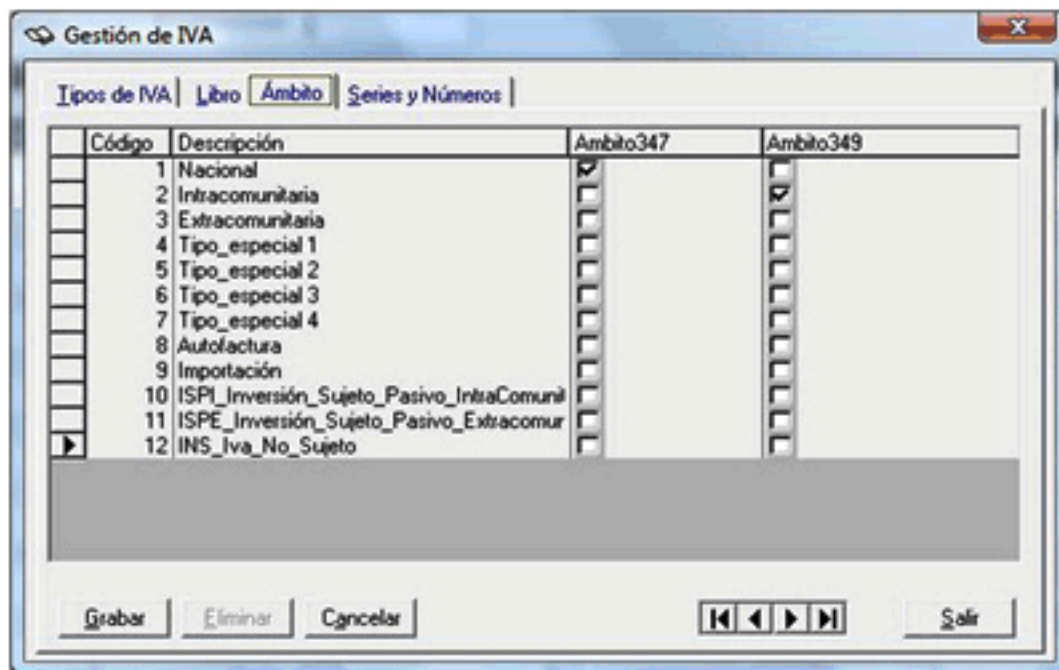 Gestión de IVA
Tipos de IVA Libro Ámbito Series y Números
Código Descripción Ambito347 Ambito349
1 Nacional
2 Intracomunitaria
3 Extracomunitaria
4 Tipo_especial 1
5 Tipo_especial 2
6 Tipo_especial 3
7 Tipo_especial 4
8 Autofactura
9 Importación
10 ISPI_Inversión_Sujeto_Pasivo_IntraComunit
11 ISPE_Inversión_Sujeto_Pasivo_Extracomur
12 INS_Iva_No_Sujeto
Grabar Eliminar Cancelar Salir